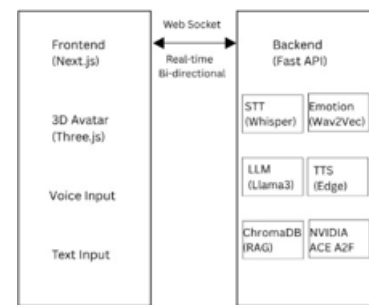 Frontend
(Next.js)
3D Avatar
(Three.js)
Voice Input
Text Input
Web Socket
Real-time
Bi-directional
Backend
(Fast API)
STT
(Whisper)
Emotion
(Wav2Vec)
LLM
(Llama3)
TTS
(Edge)
ChromaDB
(RAG)
NVIDIA
ACE A2F